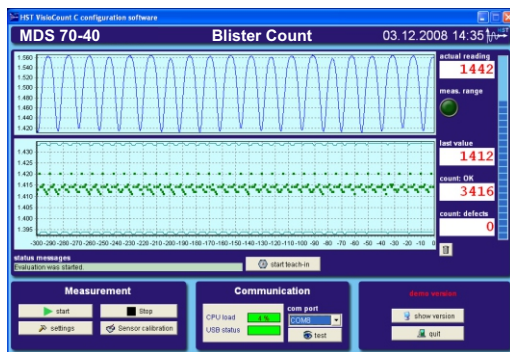 HST VisioCount C configuration software
MDS 70-40 Blister Count 03.12.2008 14:35 HST
actual reading
1442
meas. range
1.560
1.540
1.520
1.500
1.480
1.460
1.440
1.420
last value
1412
count: OK
3416
count: defects
0
1.430
1.425
1.420
1.415
1.410
1.405
1.400
1.395
-300 -290 -280 -270 -260 -250 -240 -230 -220 -210 -200 -190 -180 -170 -160 -150 -140 -130 -120 -110 -100 -90 -80 -70 -60 -50 -40 -30 -20 -10 0
status messages
Evaluation was started.
start teach-in
Measurement
start
Stop
settings
Sensor calibration
Communication
CPU load 4 %
USB status
com port
COM8
test
demo version
show version
quit